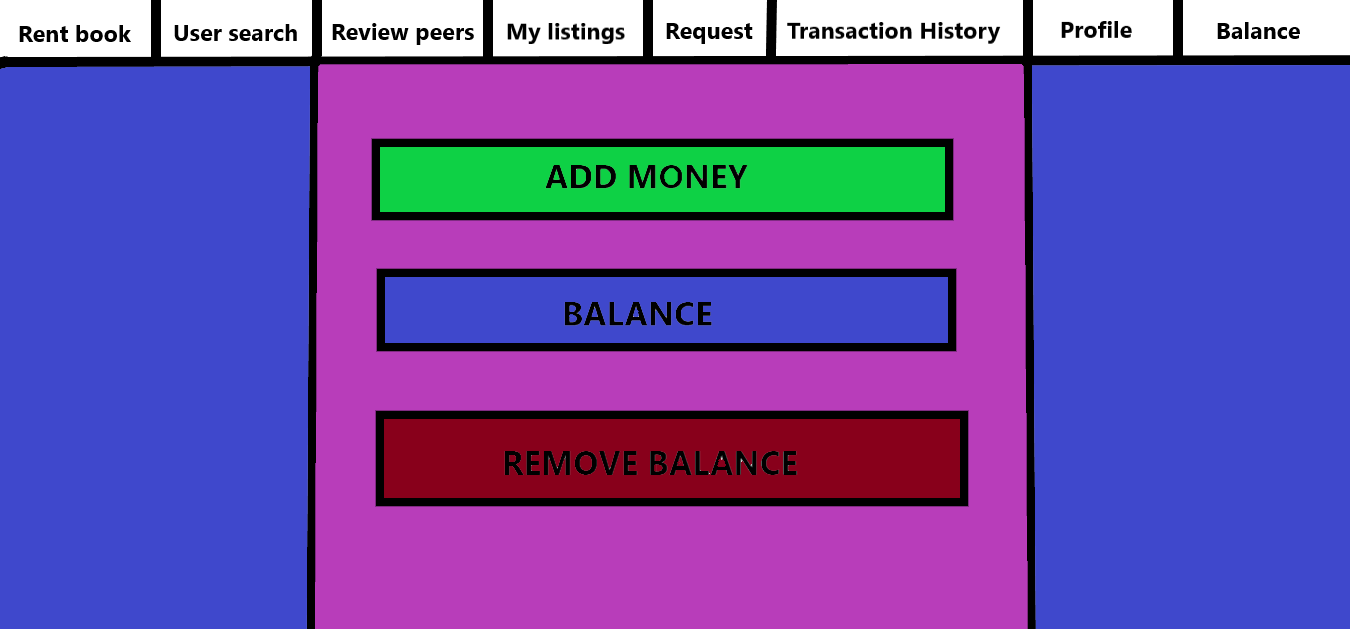 Rent book User search Review peers My listings Request Transaction History Profile Balance
ADD MONEY
BALANCE
REMOVE BALANCE